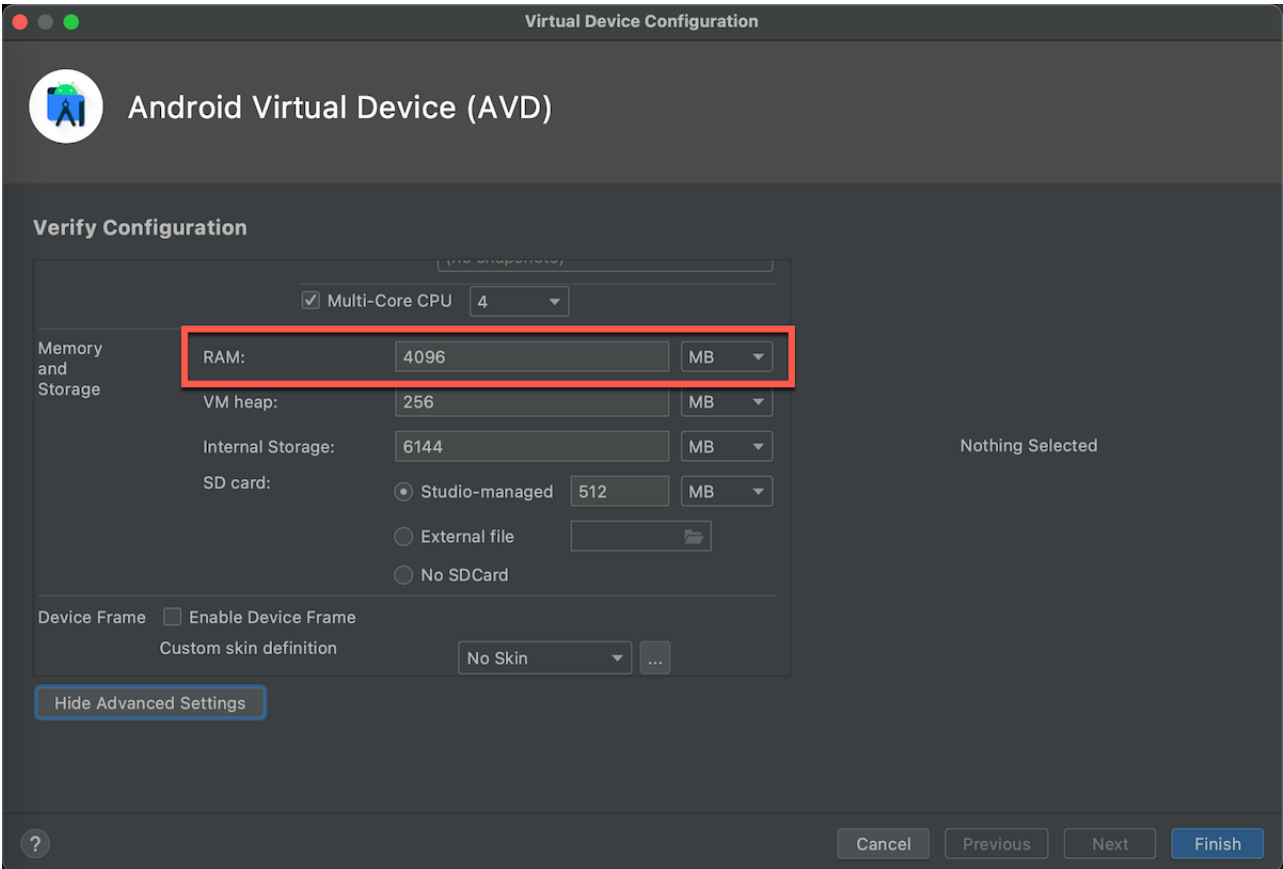 Virtual Device Configuration
Android Virtual Device (AVD)
Verify Configuration
(no snapshots)
Multi-Core CPU 4
Memory and Storage
RAM: 4096 MB
VM heap: 256 MB
Internal Storage: 6144 MB
SD card:
Studio-managed 512 MB
External file
No SDCard
Nothing Selected
Device Frame Enable Device Frame
Custom skin definition No Skin ...
Hide Advanced Settings
? Cancel Previous Next Finish